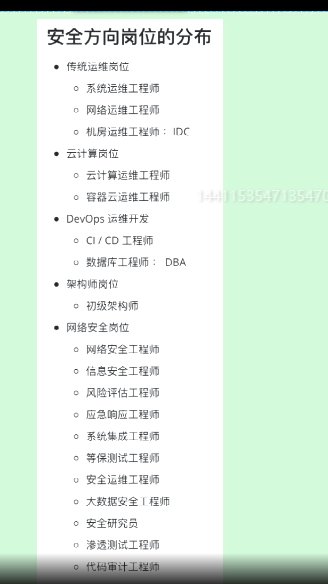 安全方向岗位的分布
传统运维岗位
系统运维工程师
网络运维工程师
机房运维工程师： IDC
云计算岗位
云计算运维工程师
容器云运维工程师
DevOps 运维开发
CI / CD 工程师
数据库工程师： DBA
架构师岗位
初级架构师
网络安全岗位
网络安全工程师
信息安全工程师
风险评估工程师
应急响应工程师
系统集成工程师
等保测试工程师
安全运维工程师
大数据安全工程师
安全研究员
渗透测试工程师
代码审计工程师